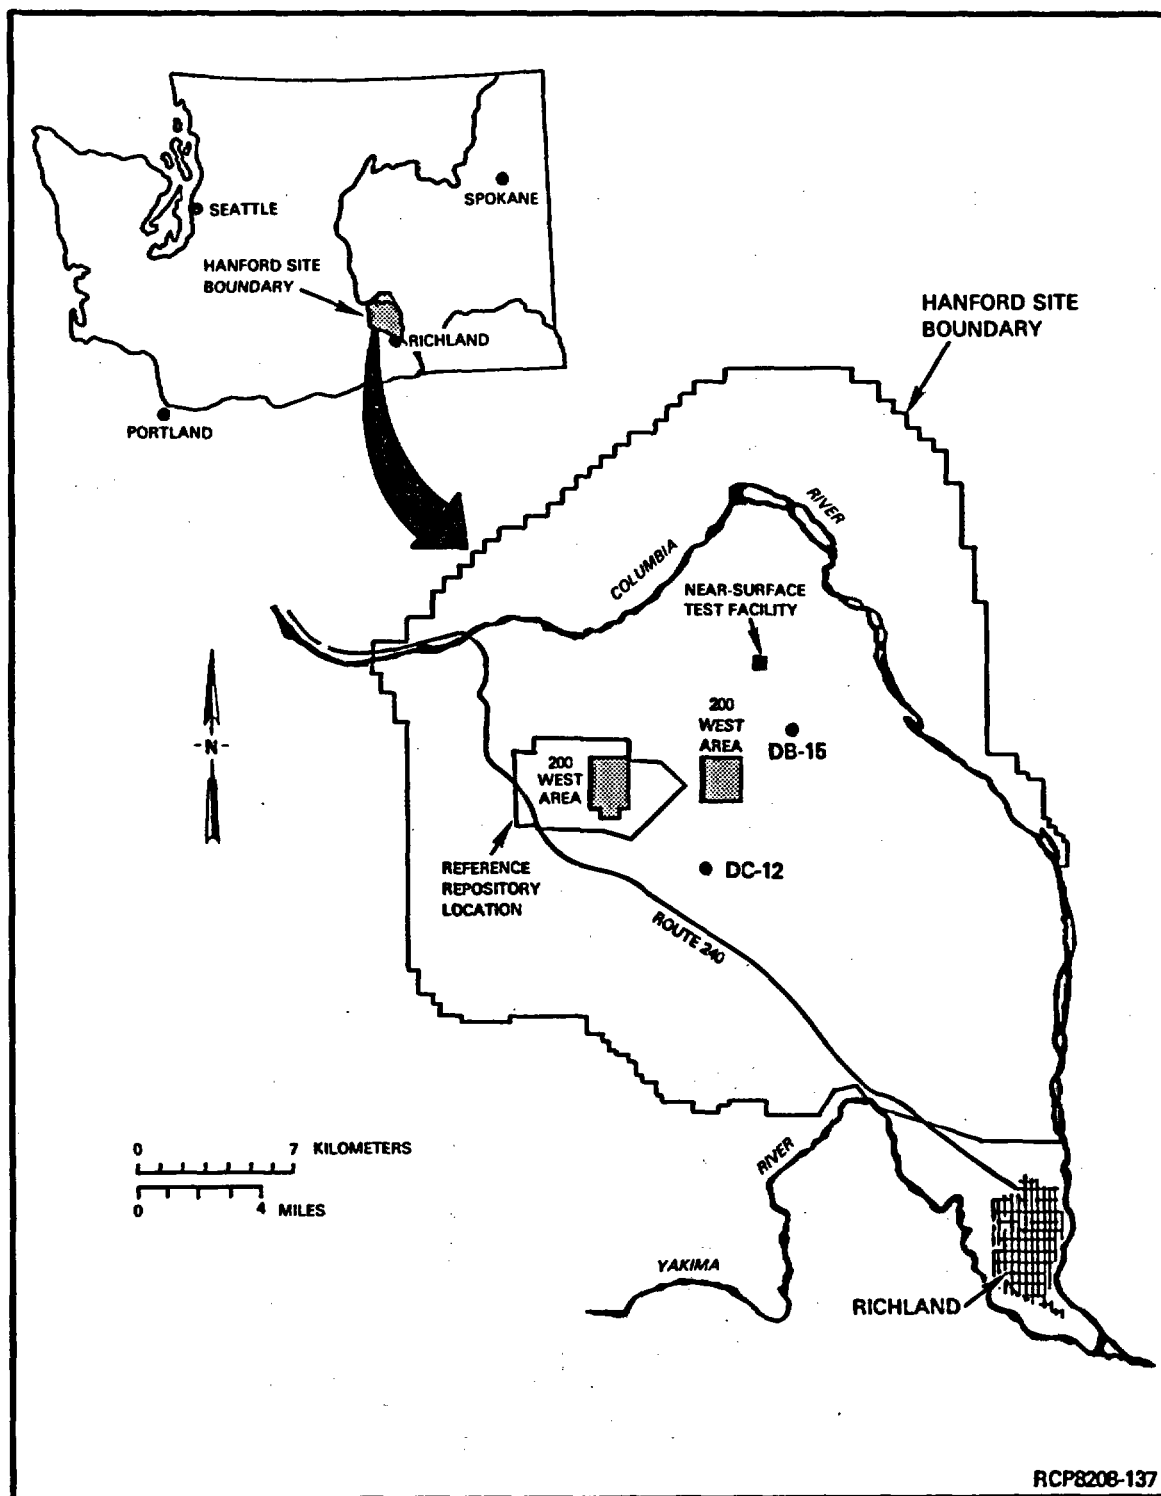 SEATTLE
SPOKANE
HANFORD SITE
BOUNDARY
RICHLAND
PORTLAND
HANFORD SITE
BOUNDARY
COLUMBIA
RIVER
NEAR-SURFACE
TEST FACILITY
-N-
200
WEST
AREA
200
WEST
AREA
DB-15
REFERENCE
REPOSITORY
LOCATION
DC-12
ROUTE 240
0 7 KILOMETERS
0 4 MILES
RIVER
YAKIMA
RICHLAND
RCP8208-137